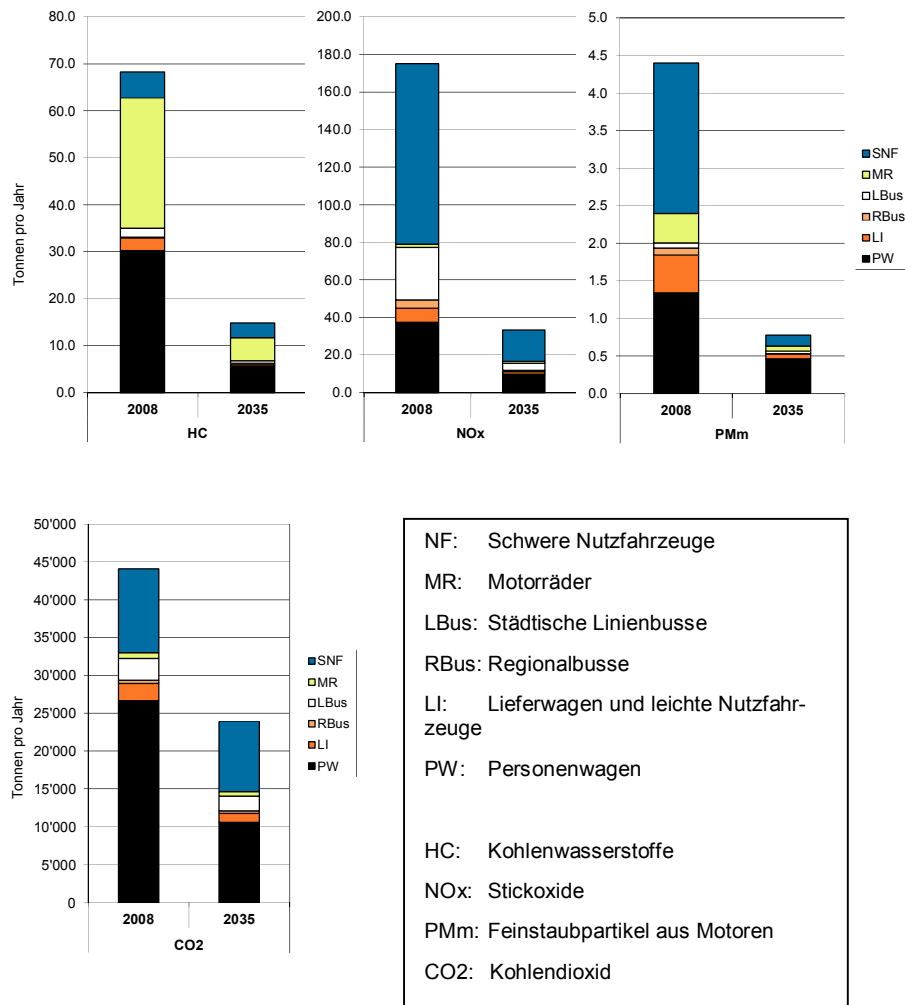 80.0
70.0
60.0
50.0
40.0
30.0
20.0
10.0
0.0
Tonnen pro Jahr
2008 2035
HC
200.0
180.0
160.0
140.0
120.0
100.0
80.0
60.0
40.0
20.0
0.0
2008 2035
NOx
5.0
4.5
4.0
3.5
3.0
2.5
2.0
1.5
1.0
0.5
0.0
2008 2035
PMm
SNF
MR
LBus
RBus
LI
PW
50'000
45'000
40'000
35'000
30'000
25'000
20'000
15'000
10'000
5'000
0
Tonnen pro Jahr
2008 2035
CO2
SNF
MR
LBus
RBus
LI
PW
NF: Schwere Nutzfahrzeuge
MR: Motorräder
LBus: Städtische Linienbusse
RBus: Regionalbusse
LI: Lieferwagen und leichte Nutzfahr-
zeuge
PW: Personenwagen
HC: Kohlenwasserstoffe
NOx: Stickoxide
PMm: Feinstaubpartikel aus Motoren
CO2: Kohlendioxid